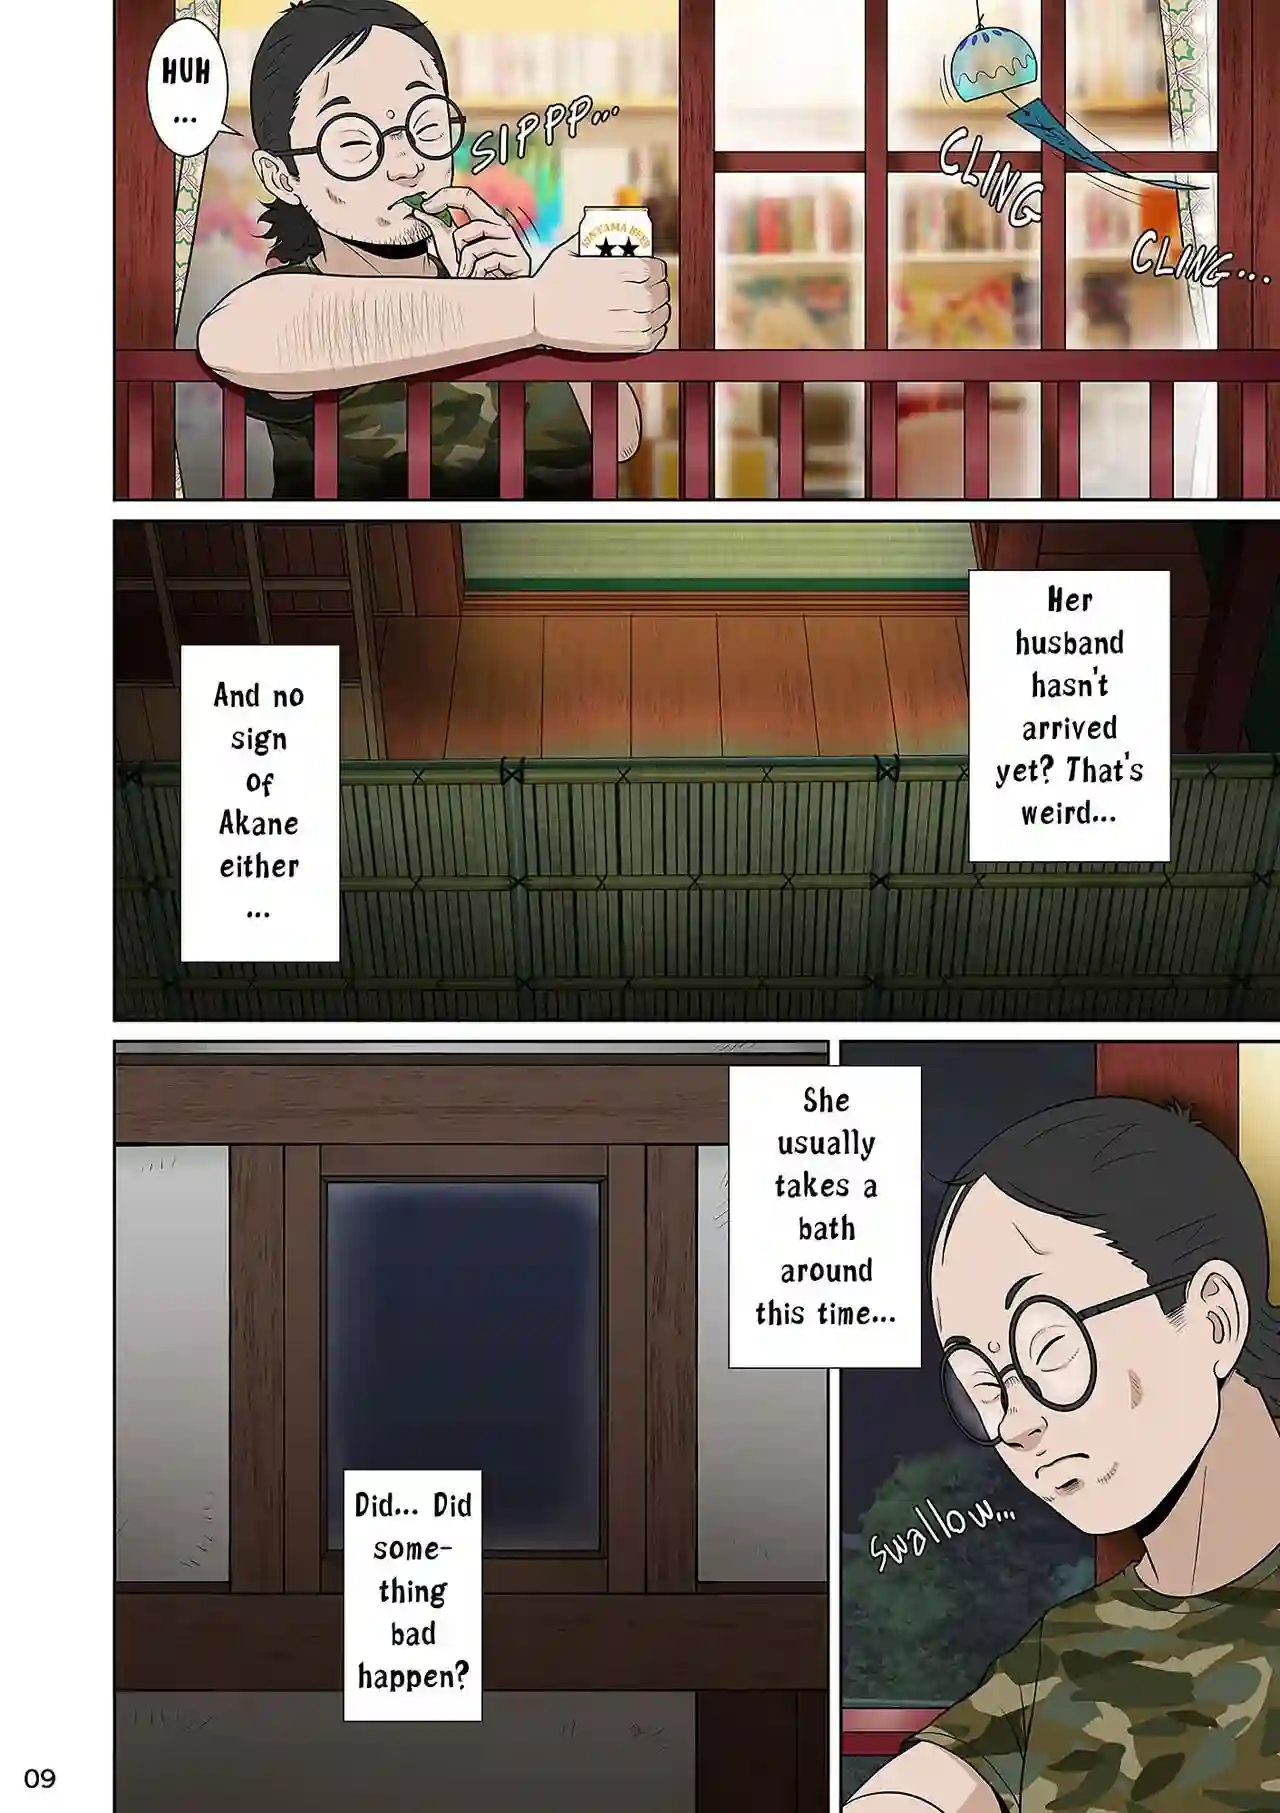 HUH
...
SIPPP...
CLING
CLING...
Her
husband
hasn't
arrived
yet? That's
weird...
And no
sign
of
Akane
either
...
She
usually
takes a
bath
around
this time...
swallow...
Did... Did
some-
thing
bad
happen?
09